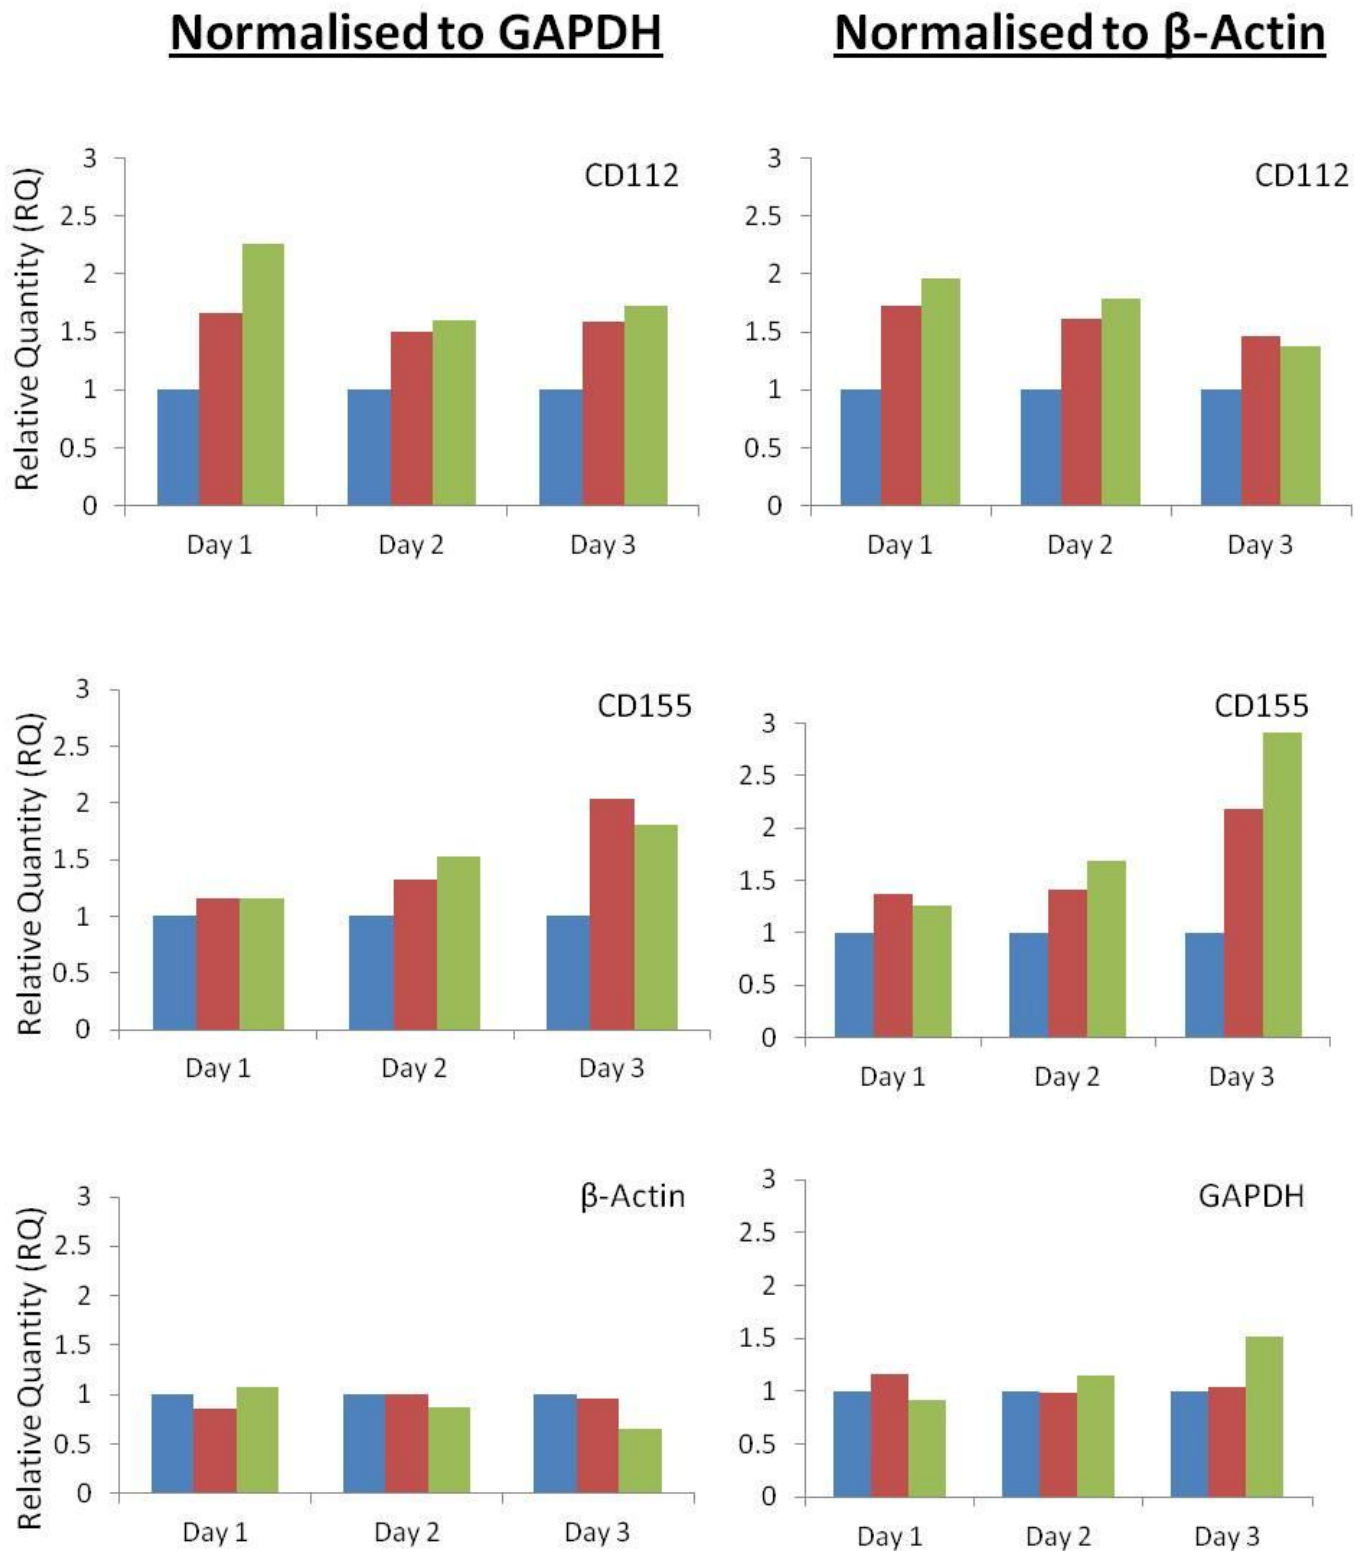 Normalised to GAPDH
Normalised to β-Actin
Relative Quantity (RQ)
3
2.5
2
1.5
1
0.5
0
CD112
Day 1
Day 2
Day 3
3
2.5
2
1.5
1
0.5
0
CD112
Day 1
Day 2
Day 3
Relative Quantity (RQ)
3
2.5
2
1.5
1
0.5
0
CD155
Day 1
Day 2
Day 3
3
2.5
2
1.5
1
0.5
0
CD155
Day 1
Day 2
Day 3
Relative Quantity (RQ)
3
2.5
2
1.5
1
0.5
0
β-Actin
Day 1
Day 2
Day 3
3
2.5
2
1.5
1
0.5
0
GAPDH
Day 1
Day 2
Day 3